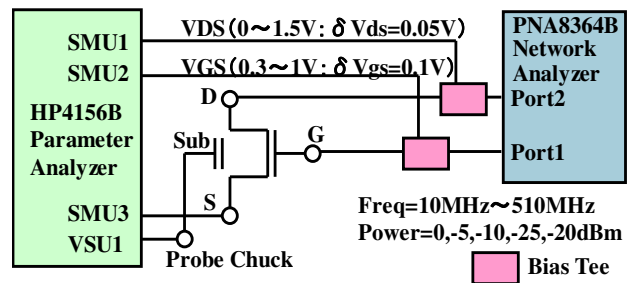 SMU1
SMU2
HP4156B
Parameter
Analyzer
SMU3
VSU1
VDS(0～1.5V: δ Vds=0.05V)
VGS(0.3～1V: δ Vgs=0.1V)
D
Sub
G
S
Probe Chuck
PNA8364B
Network
Analyzer
Port2
Port1
Freq=10MHz～510MHz
Power=0,-5,-10,-25,-20dBm
Bias Tee